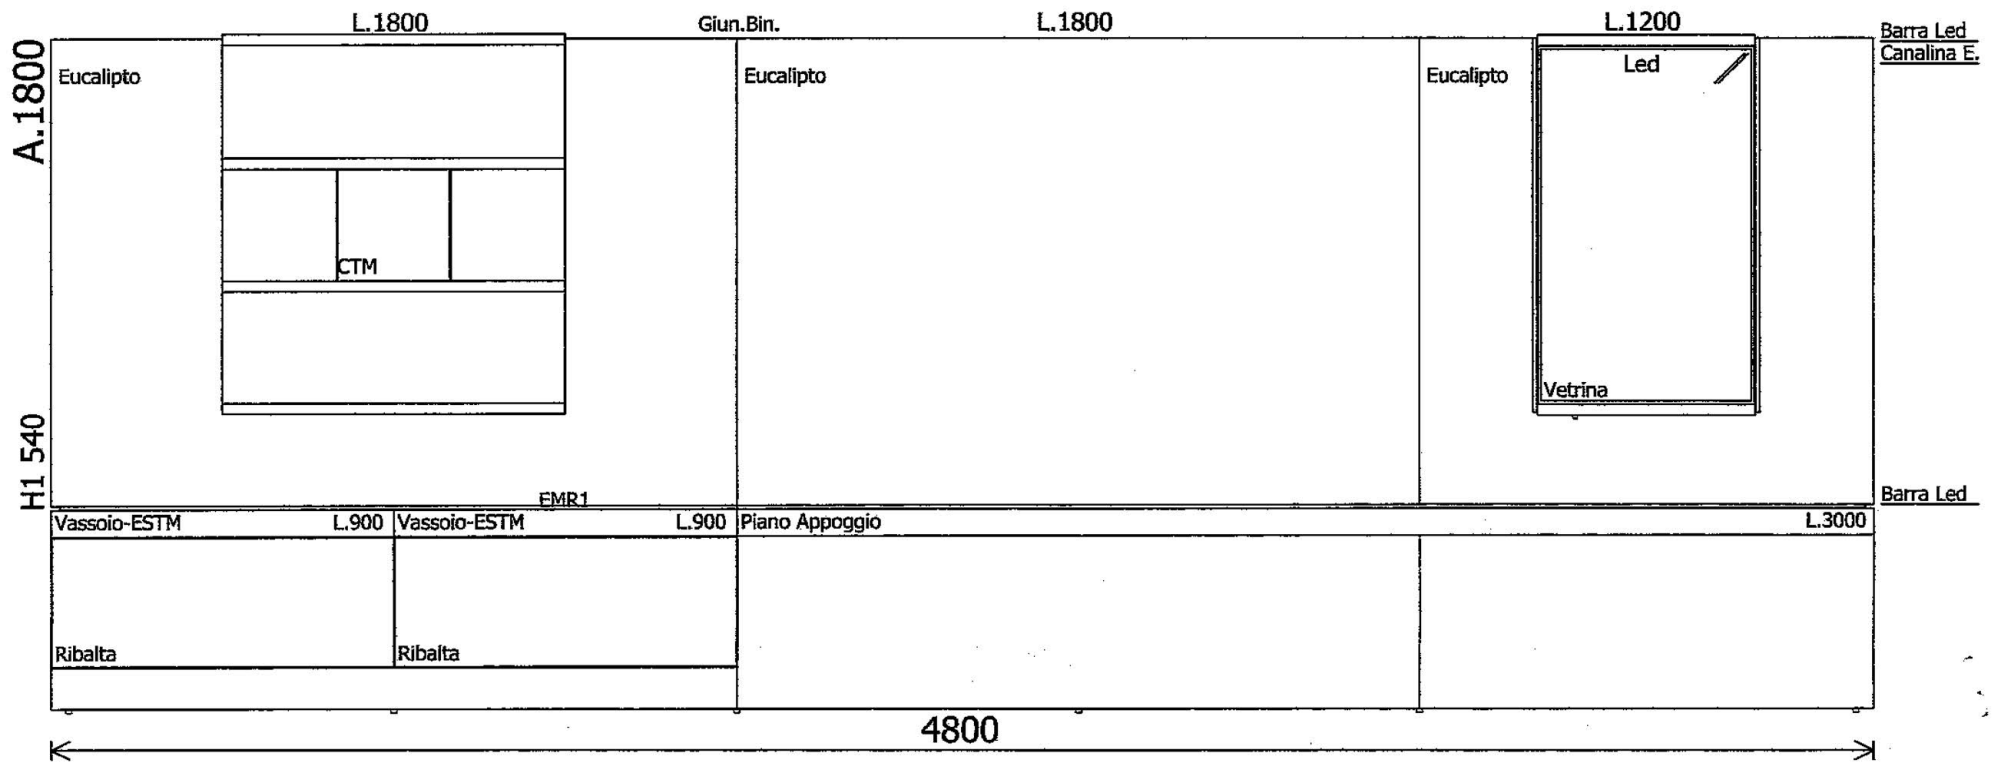 L.1800
Giun.Bin.
L.1800
L.1200
Barra Led
Canalina E.
A.1800
Eucalipto
Eucalipto
Eucalipto
Led
CTM
Vetrina
H1 540
EMR1
Barra Led
Vassoio-ESTM
L.900
Vassoio-ESTM
L.900
Piano Appoggio
L.3000
Ribalta
Ribalta
4800